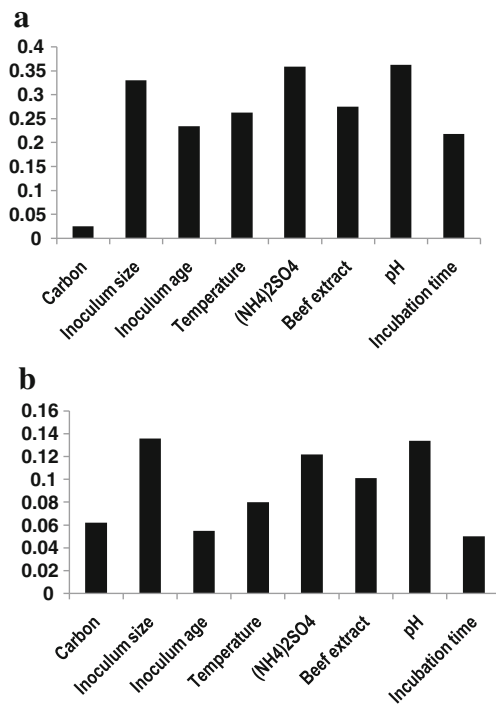 a
0.4
0.35
0.3
0.25
0.2
0.15
0.1
0.05
0
Carbon
Inoculum size
Inoculum age
Temperature
(NH4)2SO4
Beef extract
pH
Incubation time
b
0.16
0.14
0.12
0.1
0.08
0.06
0.04
0.02
0
Carbon
Inoculum size
Inoculum age
Temperature
(NH4)2SO4
Beef extract
pH
Incubation time